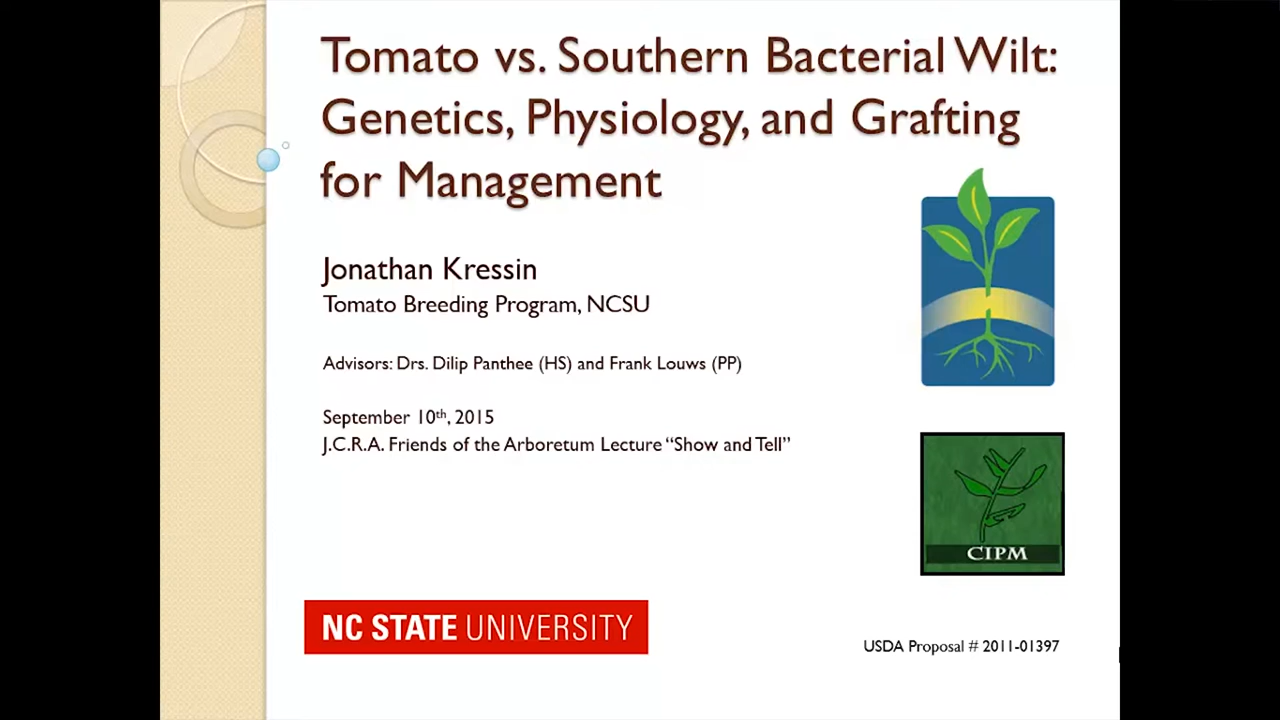 Tomato vs. Southern Bacterial Wilt:
Genetics, Physiology, and Grafting
for Management
Jonathan Kressin
Tomato Breeding Program, NCSU
Advisors: Drs. Dilip Panthee (HS) and Frank Louws (PP)
September 10th, 2015
J.C.R.A. Friends of the Arboretum Lecture “Show and Tell”
CIPM
NC STATE UNIVERSITY
USDA Proposal # 2011-01397